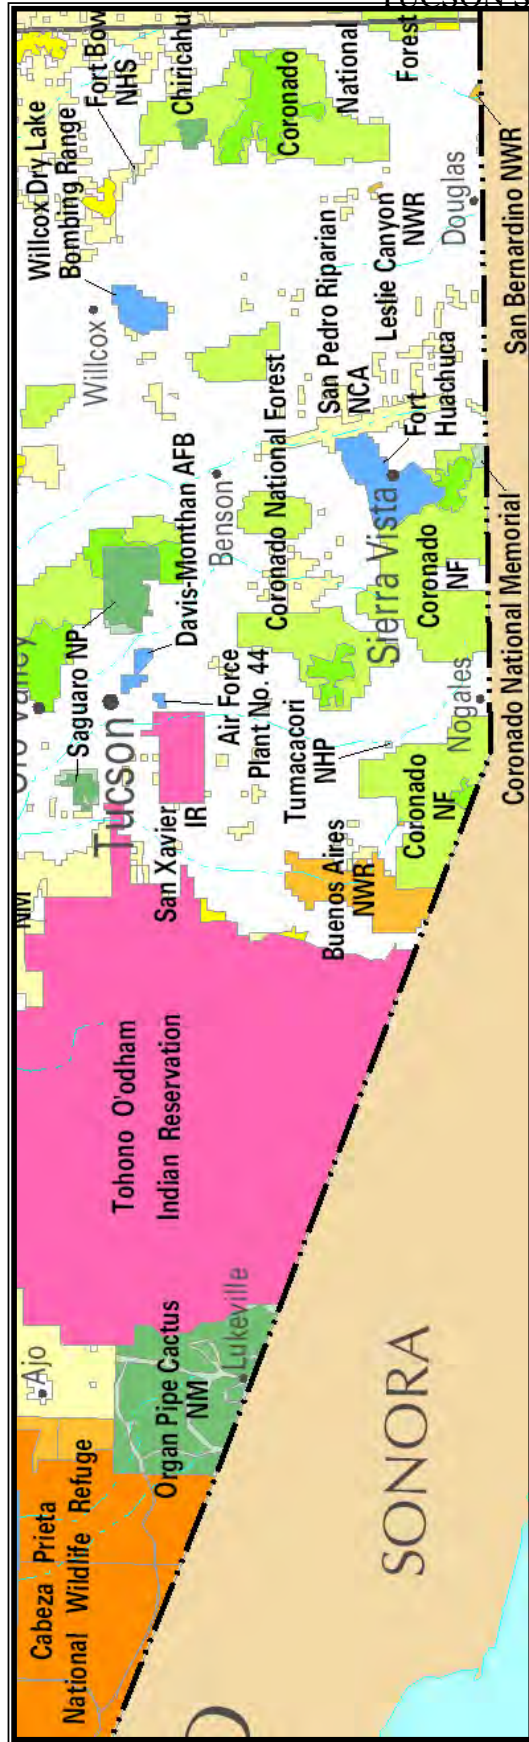 Cabeza Prieta
National Wildlife Refuge
Ajo
Organ Pipe Cactus
NM
Lukeville
Tohono O'odham
Indian Reservation
NM
Saguaro NP
Tucson
San Xavier
IR
Davis-Monthan AFB
Air Force
Plant No. 44
Tumacacori
NHP
Buenos Aires
NWR
Coronado
NF
Nogales
Coronado National Memorial
Benson
Coronado National Forest
Sierra Vista
Coronado
NF
Willcox Dry Lake
Bombing Range
Willcox
Fort Bow
NHS
Chiricahu
Coronado
National
Forest
San Pedro Riparian
NCA
Leslie Canyon
NWR
Fort
Huachuca
Douglas
San Bernardino NWR
SONORA